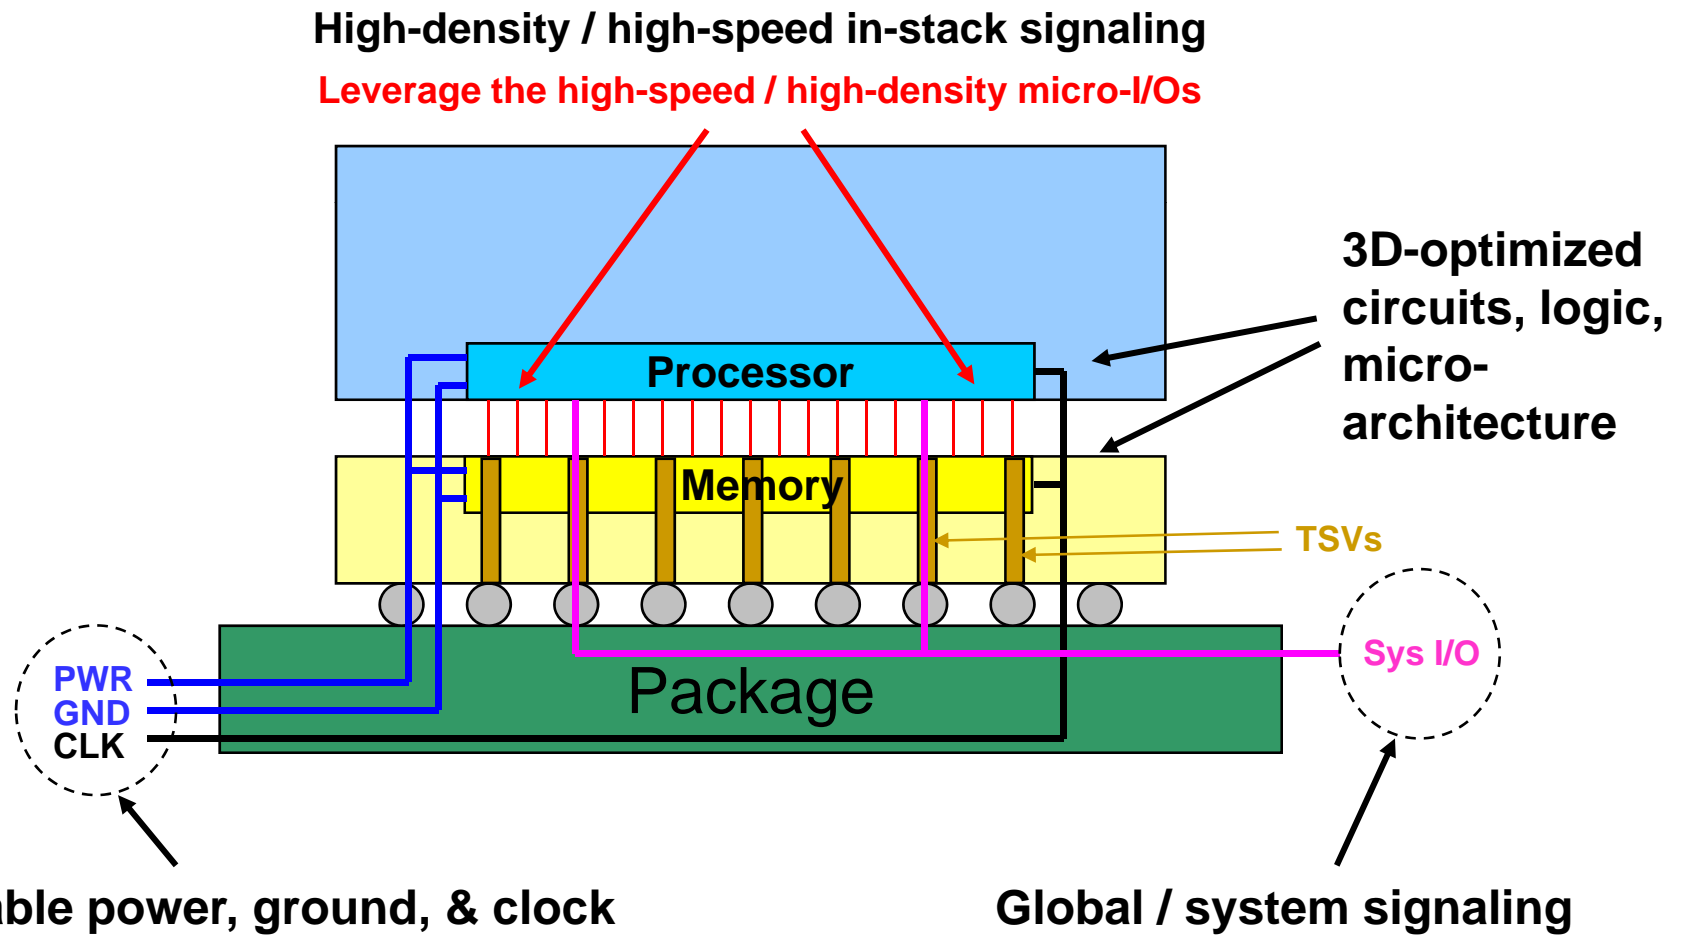 High-density / high-speed in-stack signaling
Leverage the high-speed / high-density micro-I/Os
3D-optimized
circuits, logic,
micro-
architecture
Processor
Memory
TSVs
Sys I/O
PWR
GND
CLK
Package
power, ground, & clock
Global / system signaling